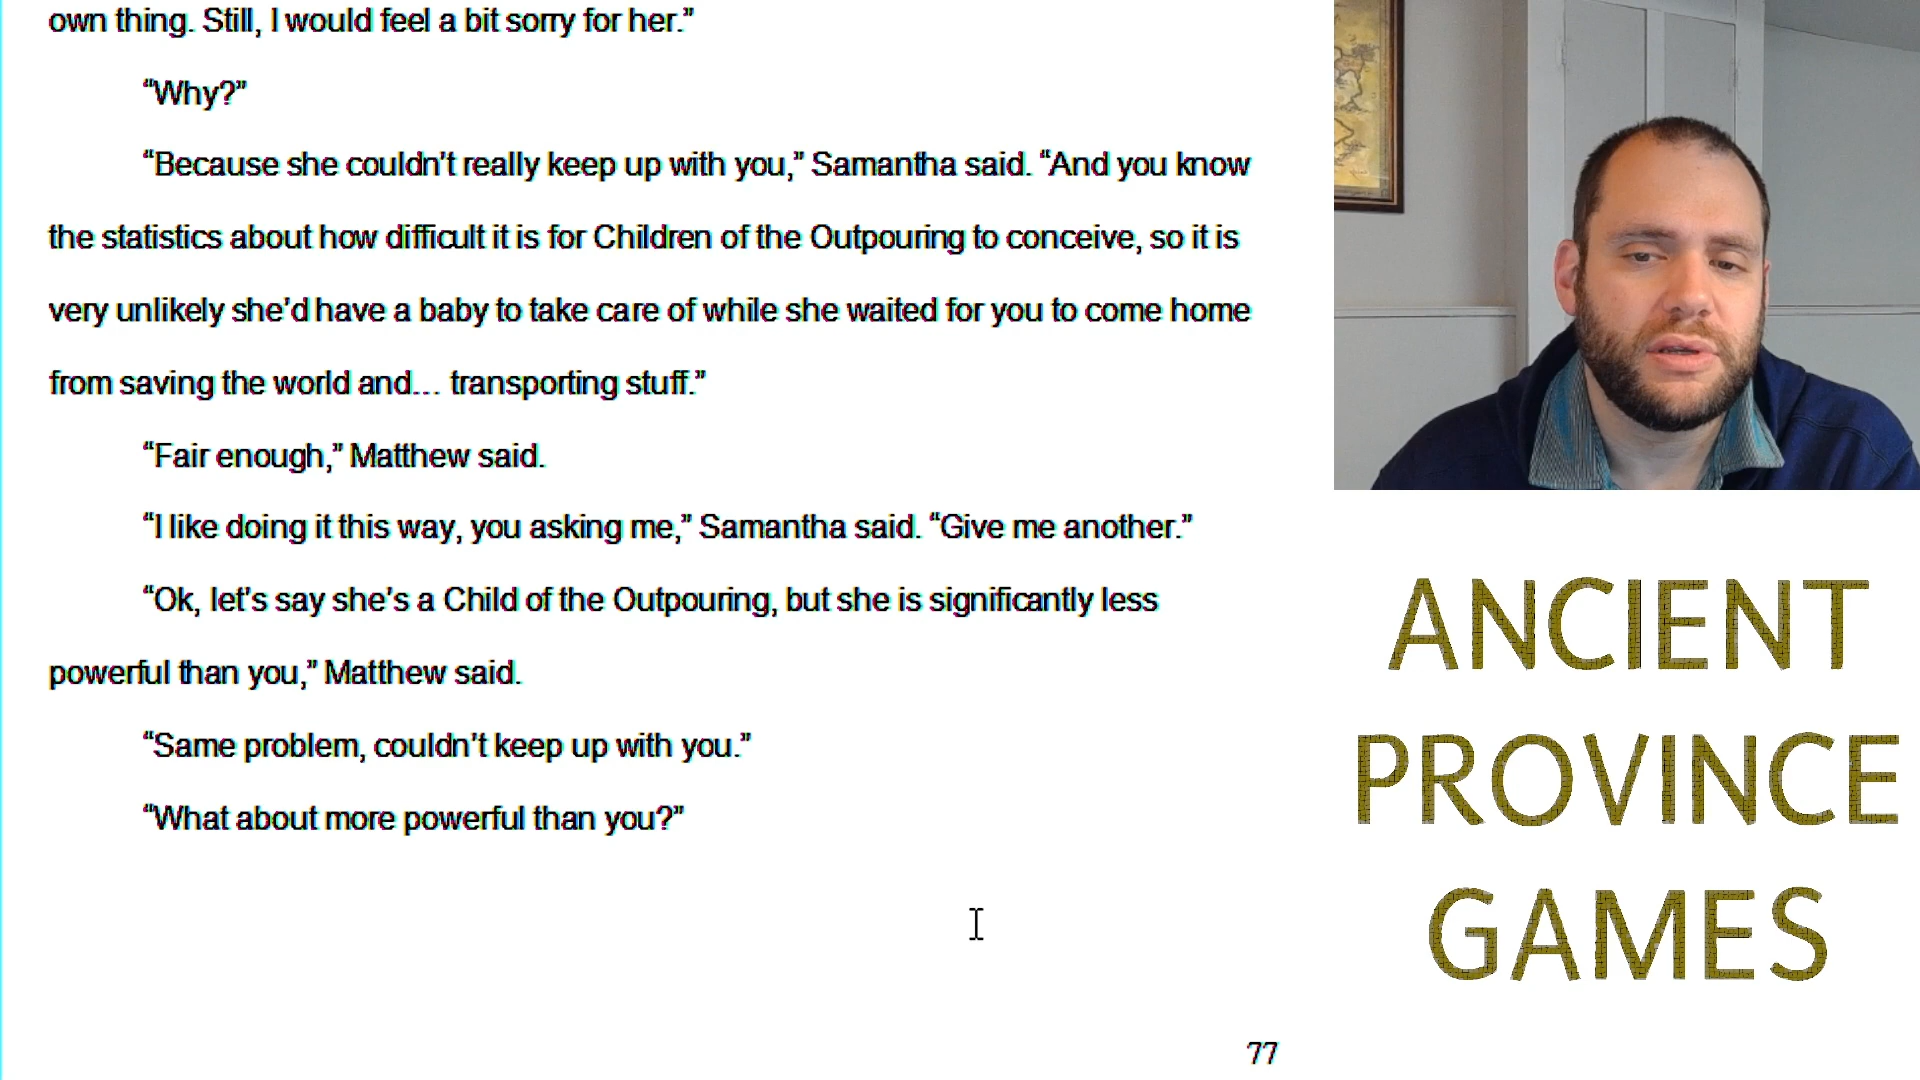 own thing. Still, I would feel a bit sorry for her.”
“Why?”
“Because she couldn't really keep up with you,” Samantha said. “And you know
the statistics about how difficult it is for Children of the Outpouring to conceive, so it is
very unlikely she'd have a baby to take care of while she waited for you to come home
from saving the world and... transporting stuff.”
“Fair enough,” Matthew said.
“I like doing it this way, you asking me,” Samantha said. “Give me another.”
“Ok, let's say she's a Child of the Outpouring, but she is significantly less
powerful than you,” Matthew said.
“Same problem, couldn't keep up with you.”
“What about more powerful than you?”
77
ANCIENT
PROVINCE
GAMES